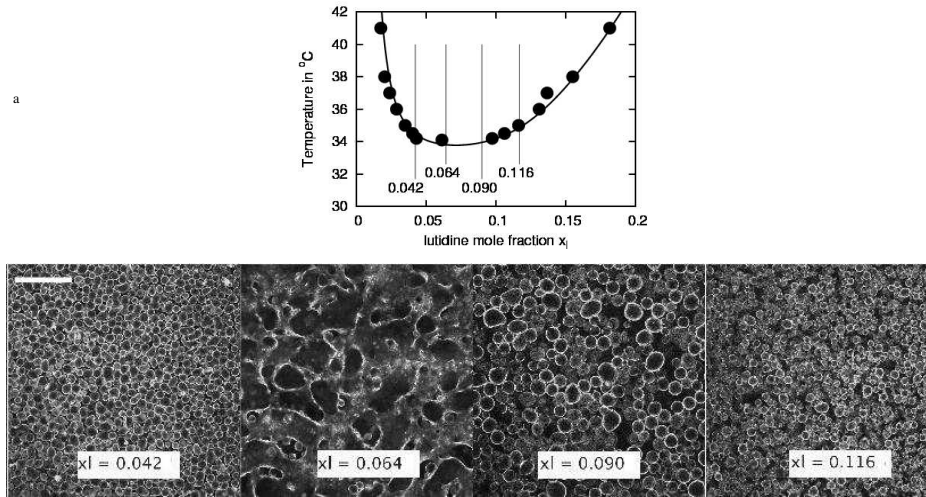 a
42
40
38
36
34
32
30
Temperature in °C
0.042
0.064
0.090
0.116
0
0.05
0.1
0.15
0.2
lutidine mole fraction xl
xl = 0.042
xl = 0.064
xl = 0.090
xl = 0.116